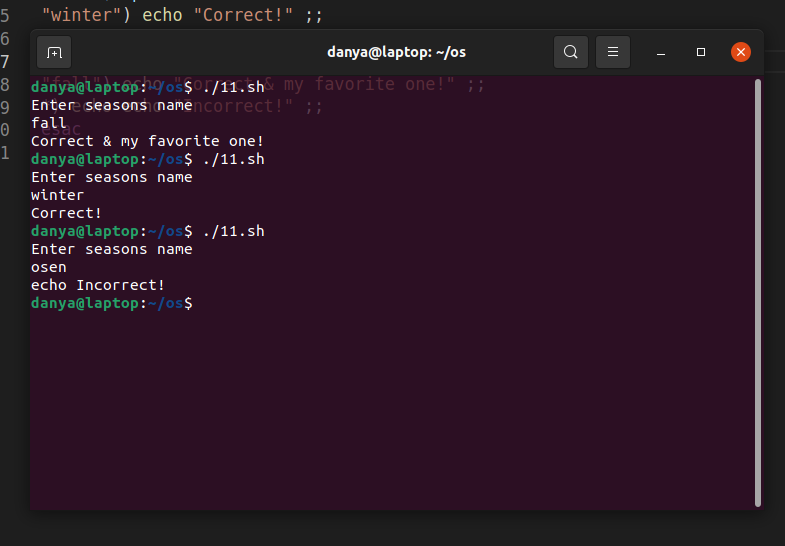 5 "winter") echo "Correct!" ;;
6
7
8 "fall") echo "Correct & my favorite one!" ;;
9 echo echo "Incorrect!" ;;
0 esac
1
danya@laptop: ~/os
danya@laptop:~/os$ ./11.sh
Enter seasons name
fall
Correct & my favorite one!
danya@laptop:~/os$ ./11.sh
Enter seasons name
winter
Correct!
danya@laptop:~/os$ ./11.sh
Enter seasons name
osen
echo Incorrect!
danya@laptop:~/os$